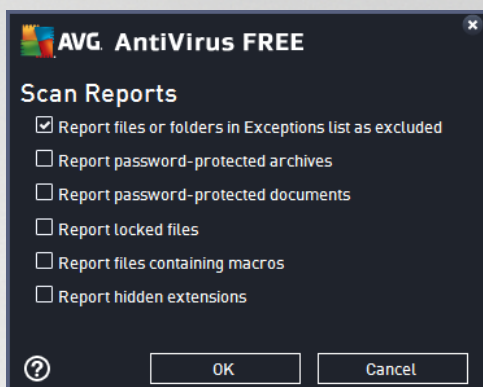 AVG. AntiVirus FREE
Scan Reports
Report files or folders in Exceptions list as excluded
Report password-protected archives
Report password-protected documents
Report locked files
Report files containing macros
Report hidden extensions
? OK Cancel